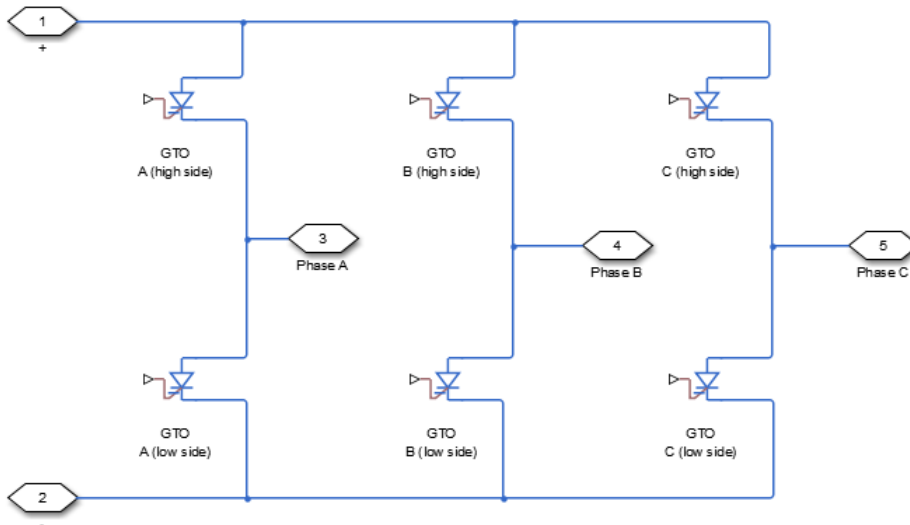 1
+
GTO
A (high side)
GTO
B (high side)
GTO
C (high side)
3
Phase A
4
Phase B
5
Phase C
GTO
A (low side)
GTO
B (low side)
GTO
C (low side)
2